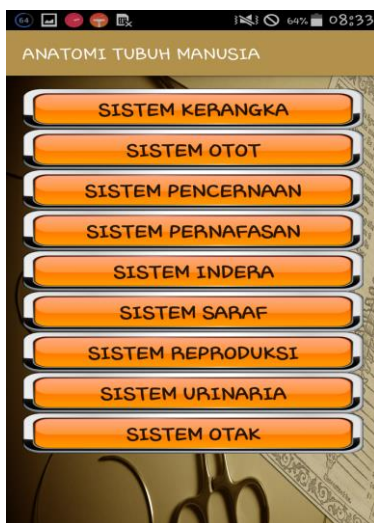 64 64% 08:33
ANATOMI TUBUH MANUSIA
SISTEM KERANGKA
SISTEM OTOT
SISTEM PENCERNAAN
SISTEM PERNAFASAN
SISTEM INDERA
SISTEM SARAF
SISTEM REPRODUKSI
SISTEM URINARIA
SISTEM OTAK